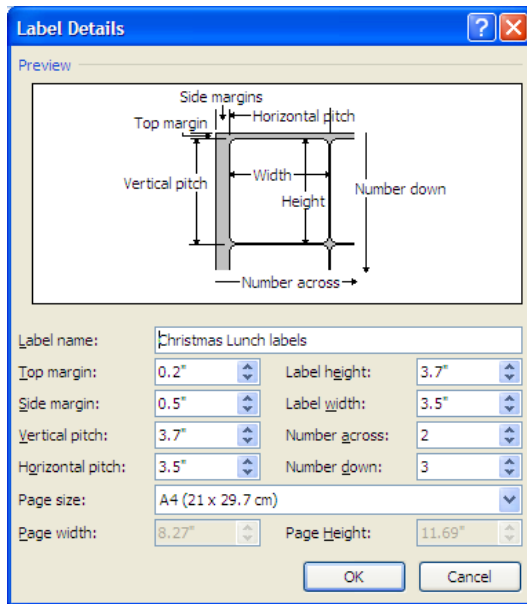 Label Details
Preview
Side margins
Top margin
Horizontal pitch
Vertical pitch
Width
Height
Number down
Number across
Label name: Christmas Lunch labels
Top margin: 0.2" Label height: 3.7"
Side margin: 0.5" Label width: 3.5"
Vertical pitch: 3.7" Number across: 2
Horizontal pitch: 3.5" Number down: 3
Page size: A4 (21 x 29.7 cm)
Page width: 8.27" Page Height: 11.69"
OK Cancel